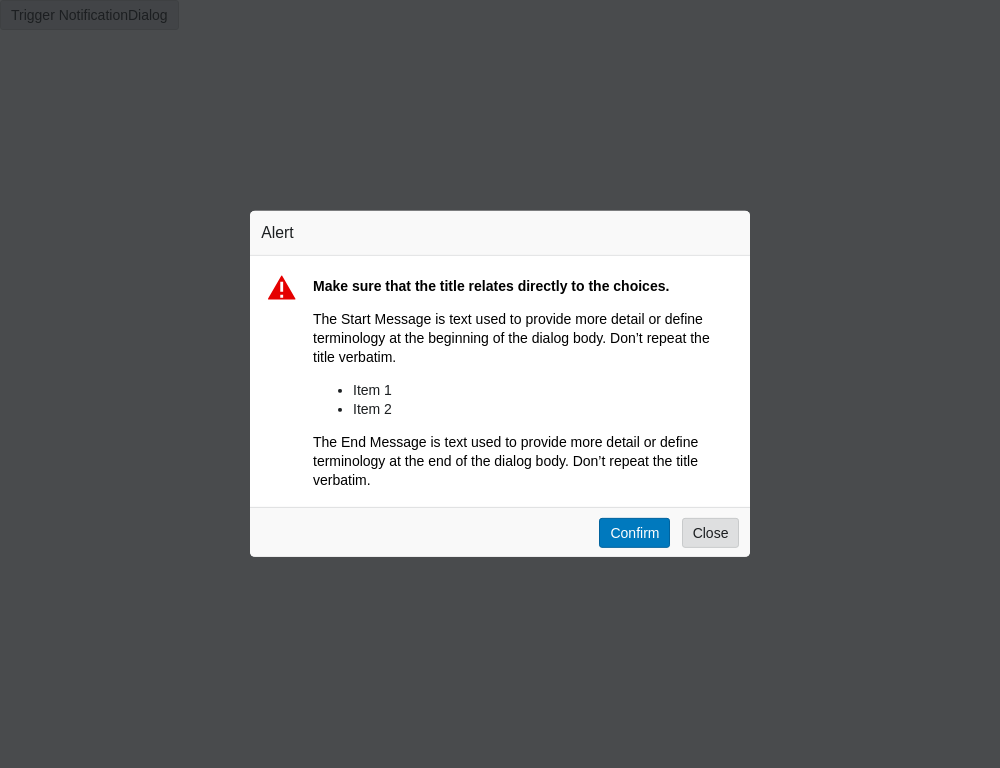 Trigger NotificationDialog
Alert
Make sure that the title relates directly to the choices.
The Start Message is text used to provide more detail or define
terminology at the beginning of the dialog body. Don’t repeat the
title verbatim.
• Item 1
• Item 2
The End Message is text used to provide more detail or define
terminology at the end of the dialog body. Don’t repeat the title
verbatim.
Confirm Close